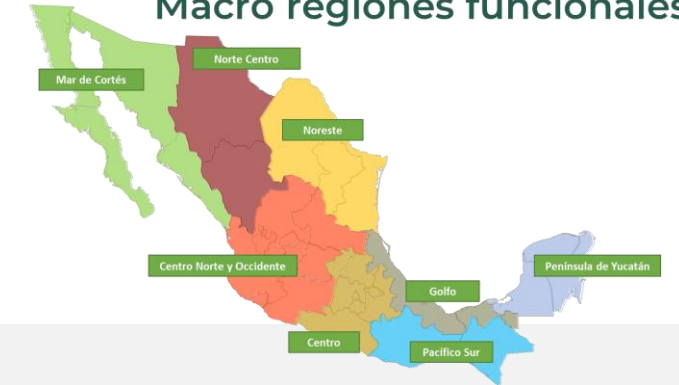 Macro regiones funcionales
Norte Centro
Mar de Cortés
Noreste
Centro Norte y Occidente
Península de Yucatán
Golfo
Centro
Pacífico Sur